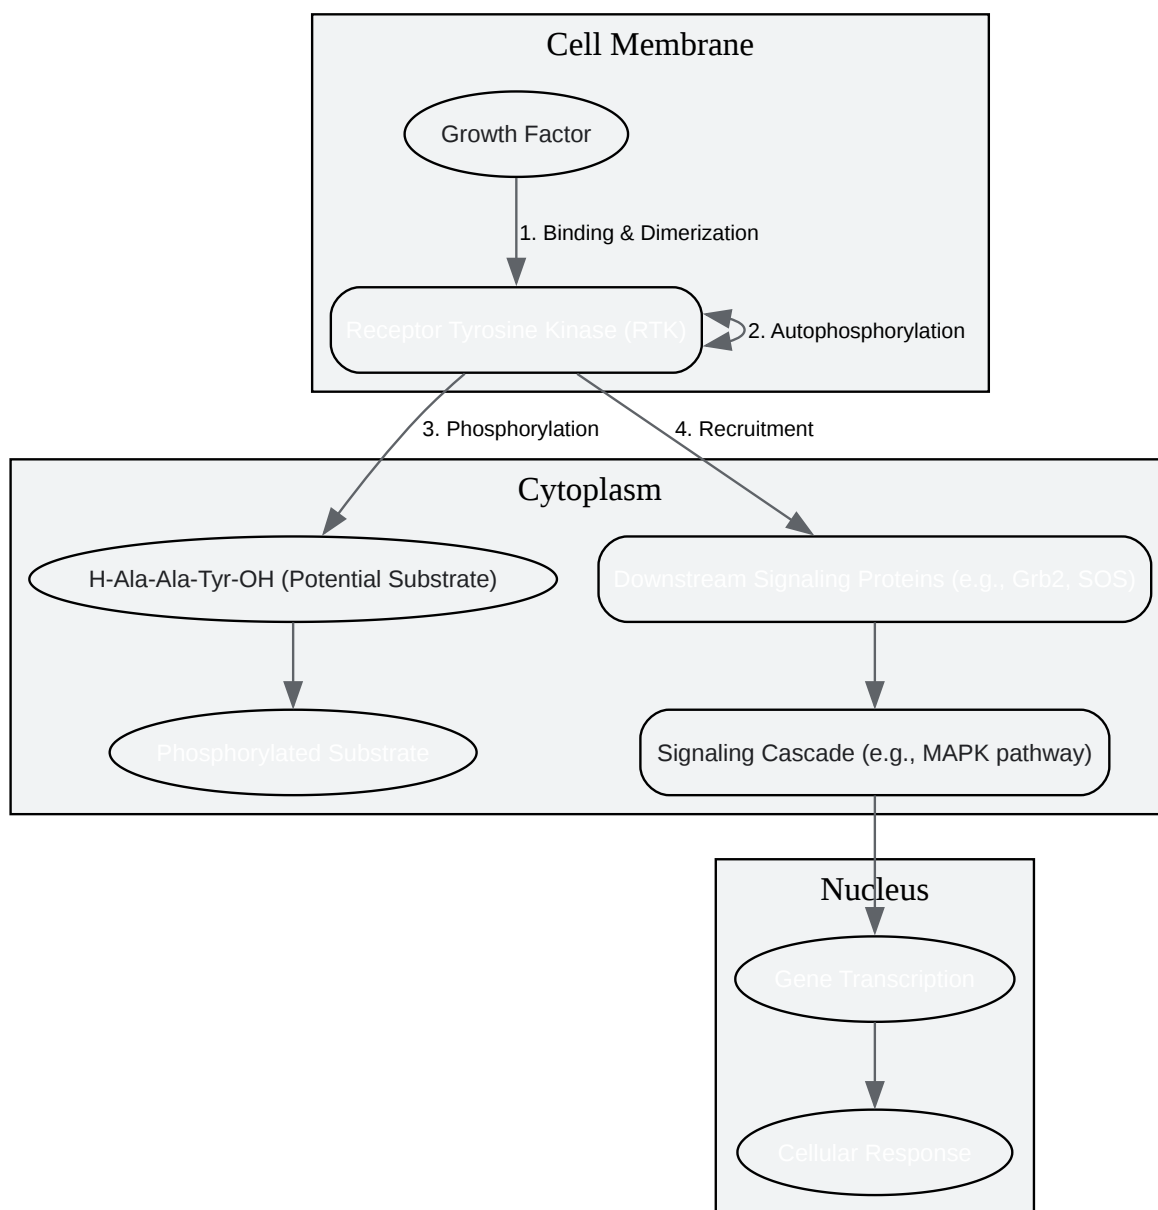 Cell Membrane
Growth Factor
1. Binding & Dimerization
Receptor Tyrosine Kinase (RTK)
2. Autophosphorylation
3. Phosphorylation
4. Recruitment
Cytoplasm
H-Ala-Ala-Tyr-OH (Potential Substrate)
Downstream Signaling Proteins (e.g., Grb2, SOS)
Phosphorylated Substrate
Signaling Cascade (e.g., MAPK pathway)
Nucleus
Gene Transcription
Cellular Response